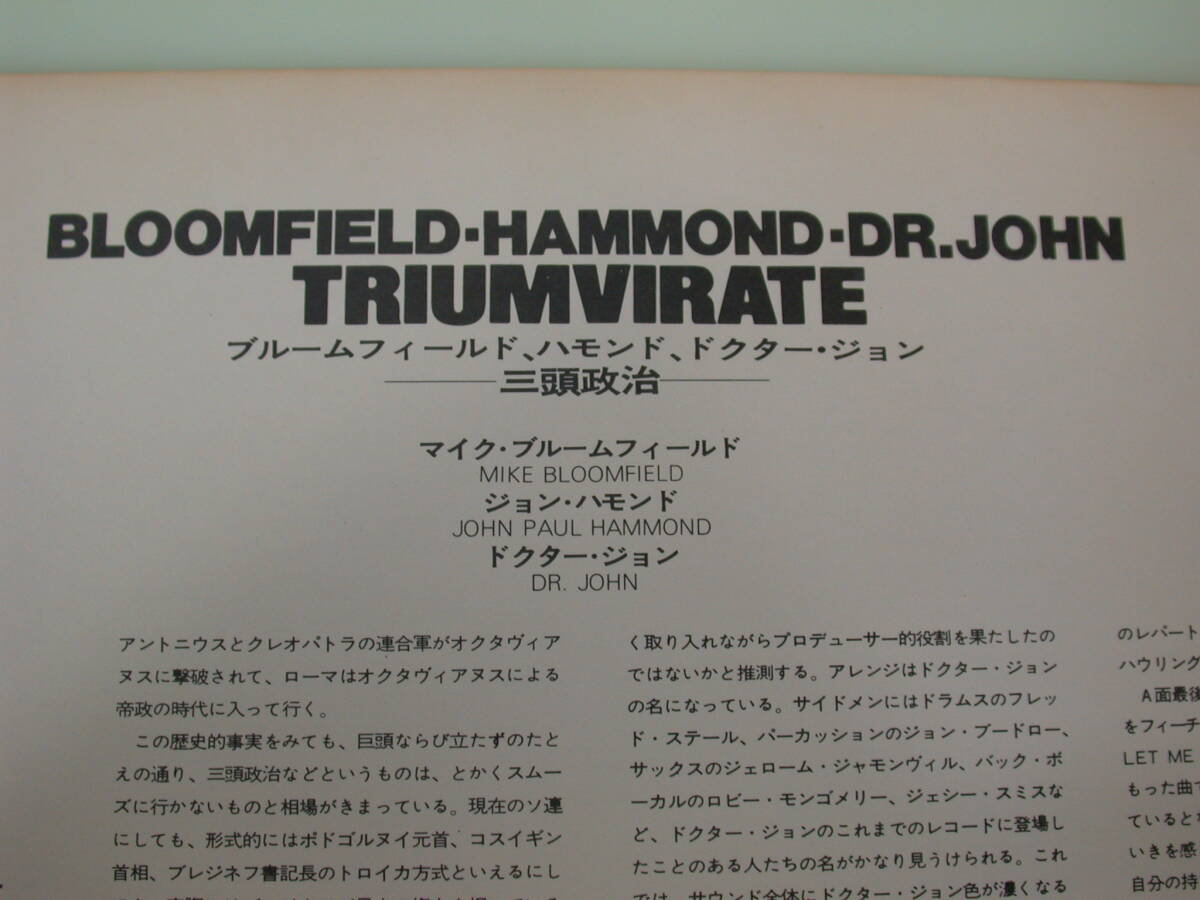 BLOOMFIELD-HAMMOND-DR.JOHN
TRIUMVIRATE
ブルームフィールド、ハモンド、ドクター・ジョン
三頭政治
マイク・ブルームフィールド
MIKE BLOOMFIELD
ジョン・ハモンド
JOHN PAUL HAMMOND
ドクター・ジョン
DR. JOHN
アントニウスとクレオパトラの連合軍がオクタヴィア
ヌスに撃破されて、ローマはオクタヴィアヌスによる
帝政の時代に入って行く。
この歴史的事実をみても、巨頭ならび立たずのたと
えの通り、三頭政治などというものは、とかくスムー
ズに行かないものと相場がきまっている。現在のソ連
にしても、形式的にはポドゴルヌイ元首、コスイギン
首相、ブレジネフ書記長のトロイカ方式といえるにし
く取り入れながらプロデューサー的役割を果たしたの
ではないかと推測する。アレンジはドクター・ジョン
の名になっている。サイドメンにはドラムスのフレッ
ド・ステール、パーカッションのジョン・ブードロー、
サックスのジェローム・ジャモンヴィル、バック・ボ
ーカルのロビー・モンゴメリー、ジェシー・スミスな
ど、ドクター・ジョンのこれまでのレコードに登場し
たことのある人たちの名がかなり見うけられる。これ
では、サウンド全体にドクター・ジョン色が濃くなる
のレパート
ハウリング
A面最後
をフィーチ
LET ME
もった曲で
ていると
いきを感
自分の持